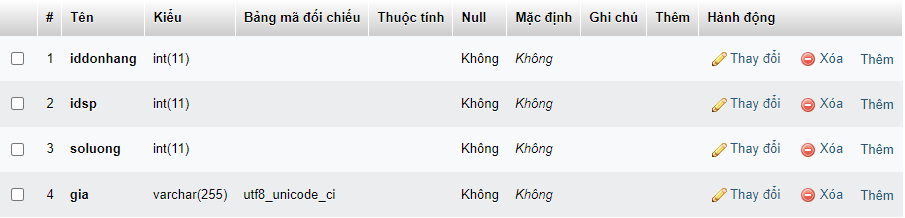 # Tên Kiểu Bảng mã đối chiếu Thuộc tính Null Mặc định Ghi chú Thêm Hành động
1 iddonhang int(11) Không Không Thay đổi Xóa Thêm
2 idsp int(11) Không Không Thay đổi Xóa Thêm
3 soluong int(11) Không Không Thay đổi Xóa Thêm
4 gia varchar(255) utf8_unicode_ci Không Không Thay đổi Xóa Thêm